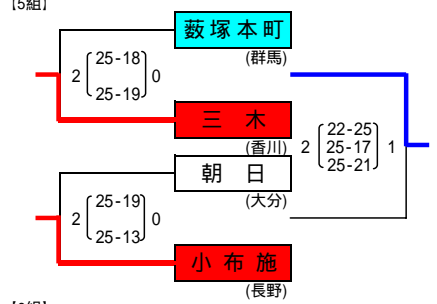 【5組】
薮塚本町
(群馬)
2 25-18 0
25-19
三 木
(香川)
22-25
2 25-17 1
25-21
朝 日
(大分)
2 25-19 0
25-13
小 布 施
(長野)